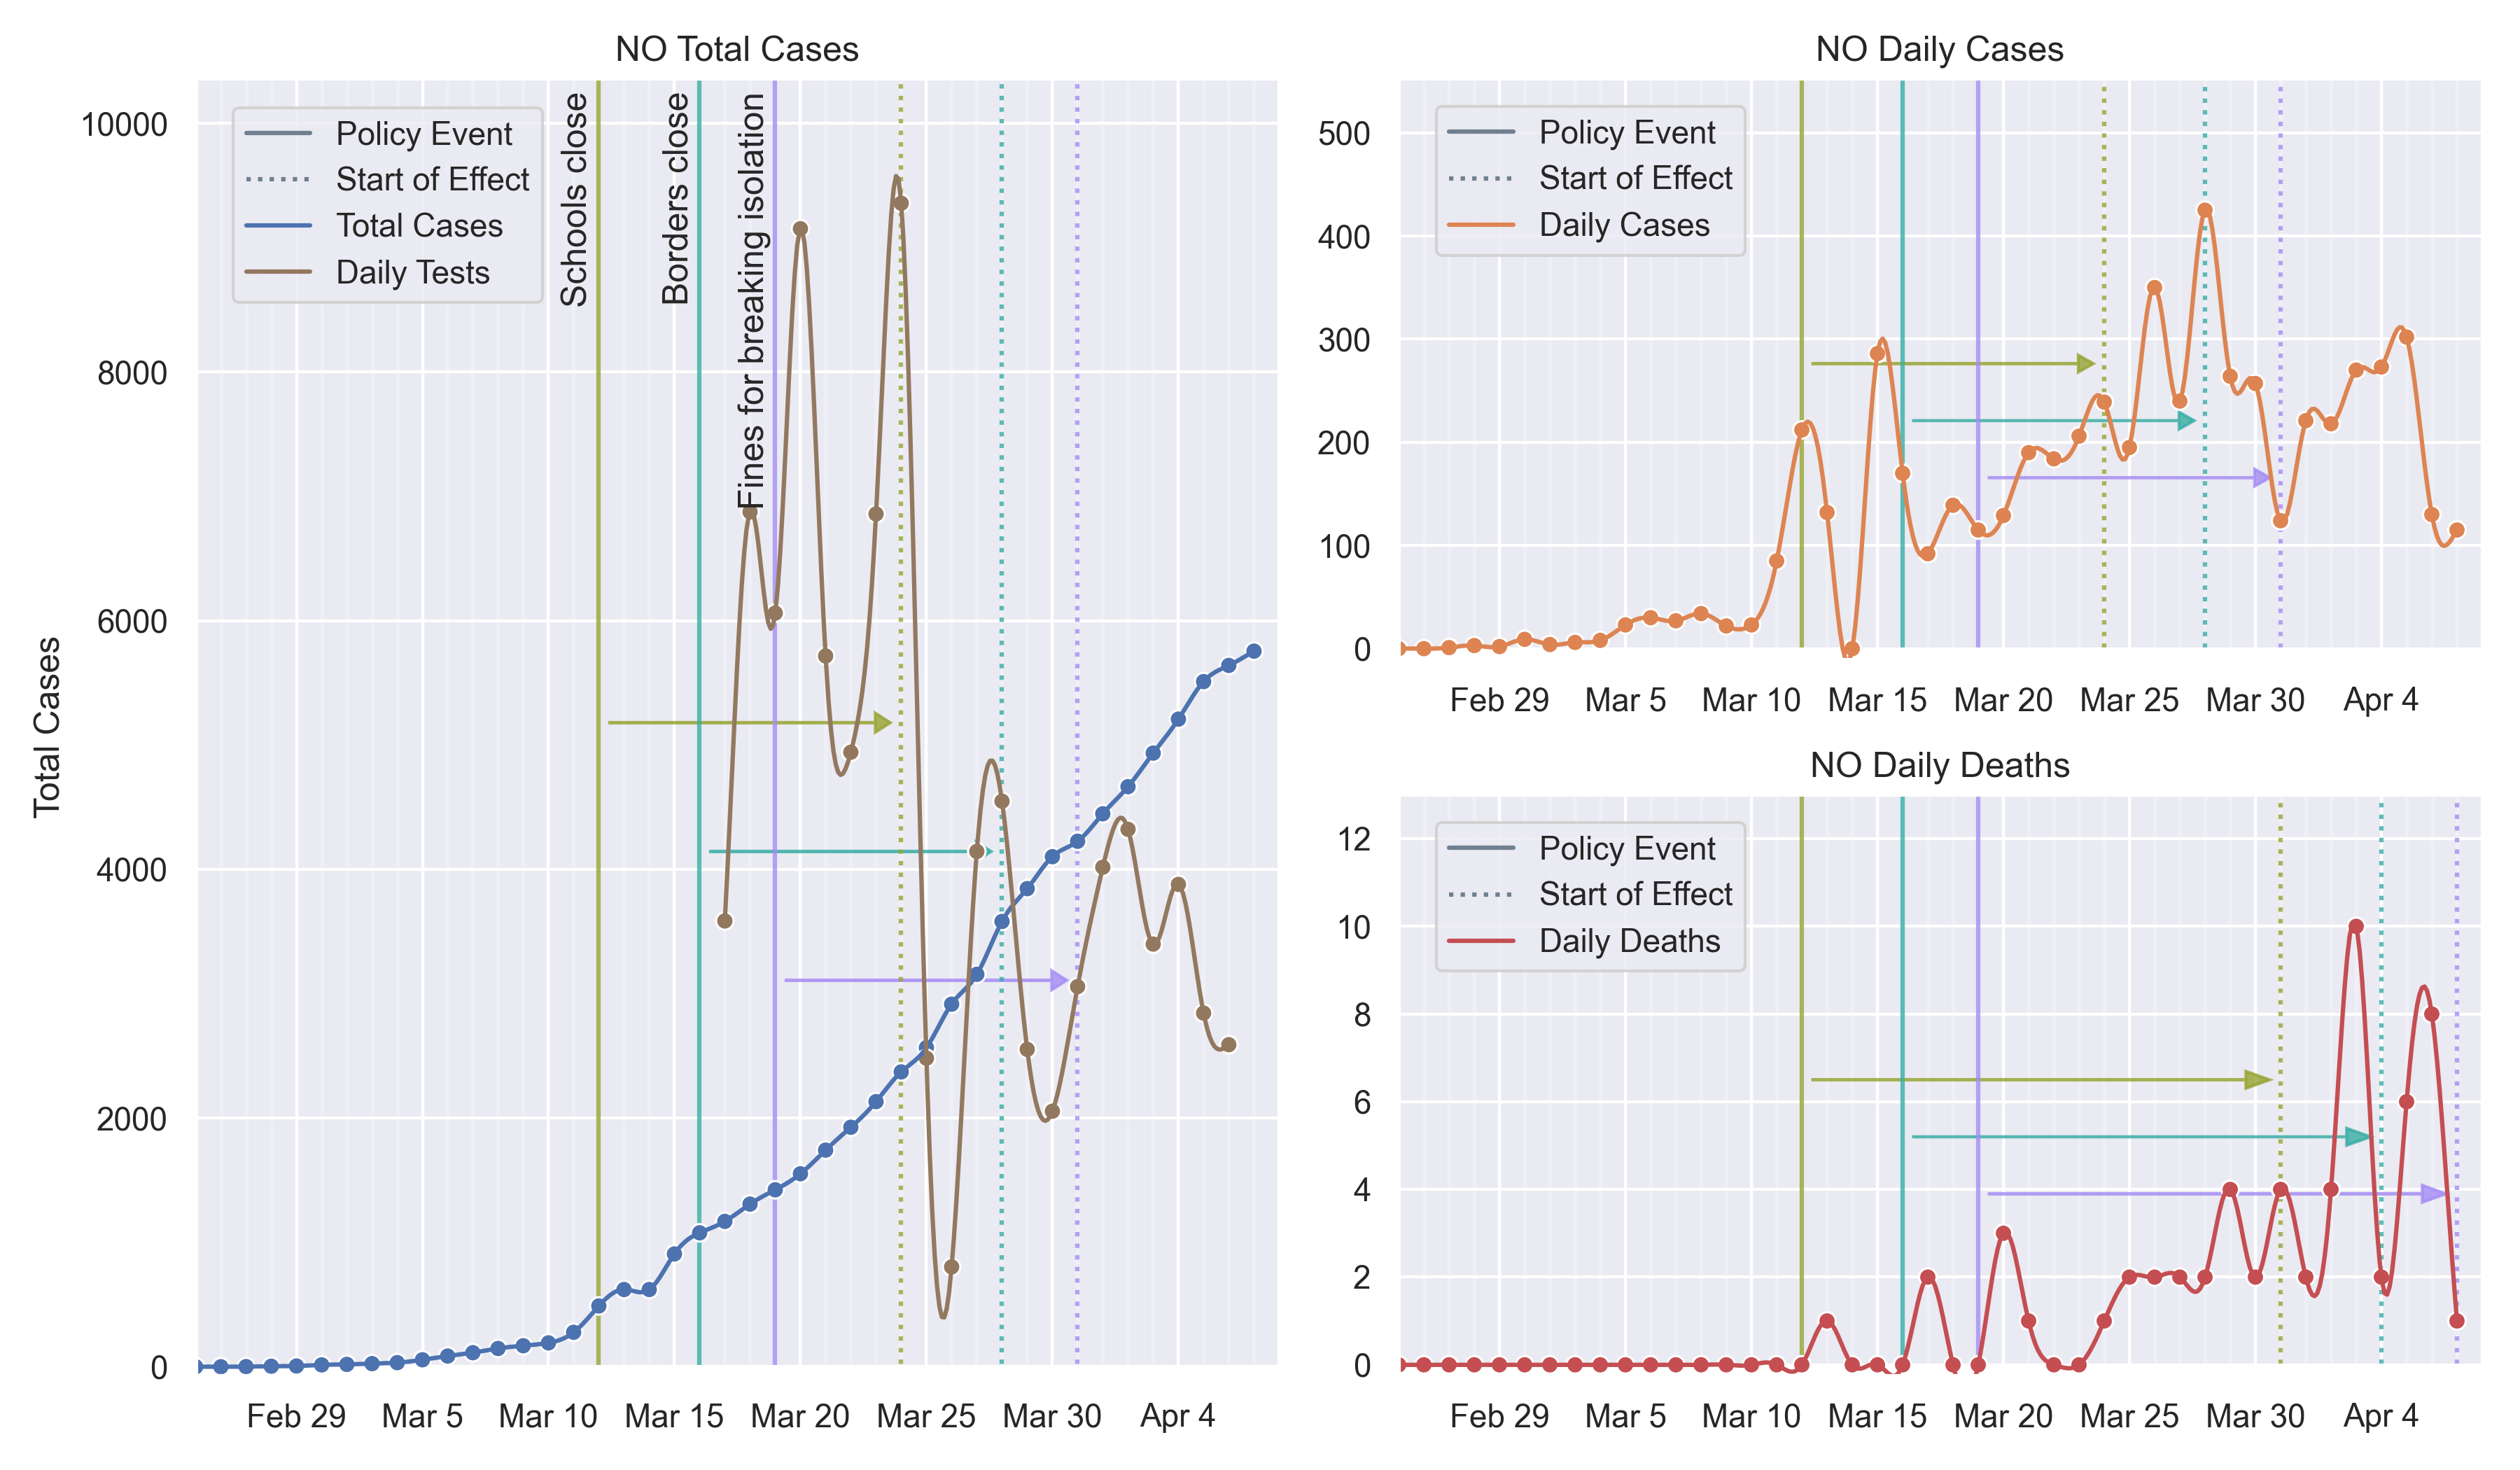 NO Total Cases
Total Cases
10000
8000
6000
4000
2000
0
Policy Event
Start of Effect
Total Cases
Daily Tests
Schools close
Borders close
Fines for breaking isolation
Feb 29 Mar 5 Mar 10 Mar 15 Mar 20 Mar 25 Mar 30 Apr 4
NO Daily Cases
500
400
300
200
100
0
Policy Event
Start of Effect
Daily Cases
Feb 29 Mar 5 Mar 10 Mar 15 Mar 20 Mar 25 Mar 30 Apr 4
NO Daily Deaths
12
10
8
6
4
2
0
Policy Event
Start of Effect
Daily Deaths
Feb 29 Mar 5 Mar 10 Mar 15 Mar 20 Mar 25 Mar 30 Apr 4